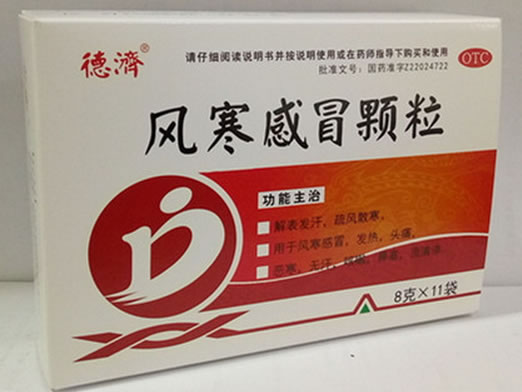 德濟®
请仔细阅读说明书并按说明使用或在药师指导下购买和使用
批准文号：国药准字Z22024722
OTC
风寒感冒颗粒
功能主治
解表发汗，疏风散寒。
用于风寒感冒，发热，头痛，
恶寒，无汗，咳嗽，鼻塞，流清涕。
8克×11袋